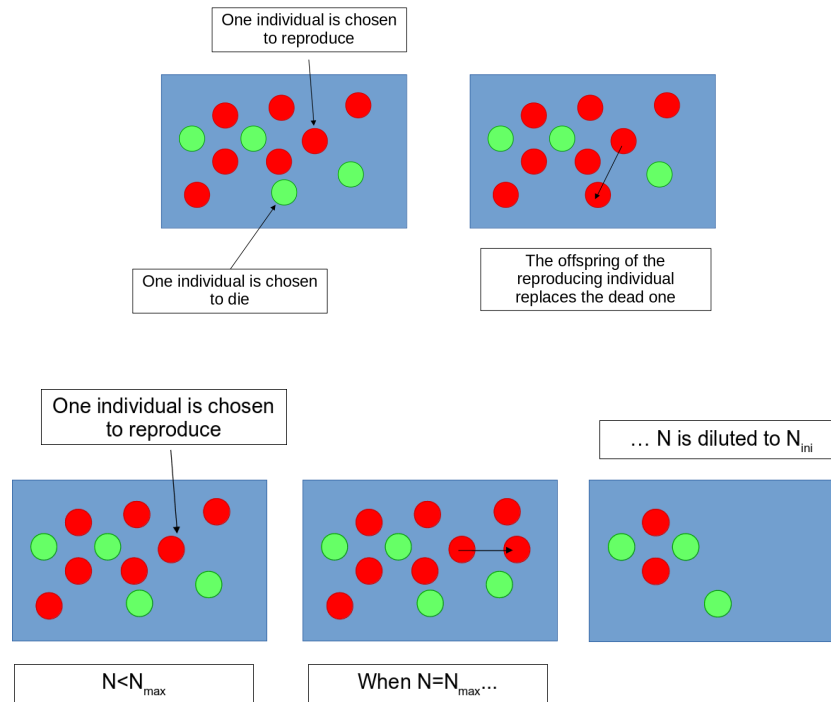 One individual is chosen
to reproduce
One individual is chosen
to die
The offspring of the
reproducing individual
replaces the dead one
One individual is chosen
to reproduce
... N is diluted to Nini
N<Nmax
When N=Nmax...